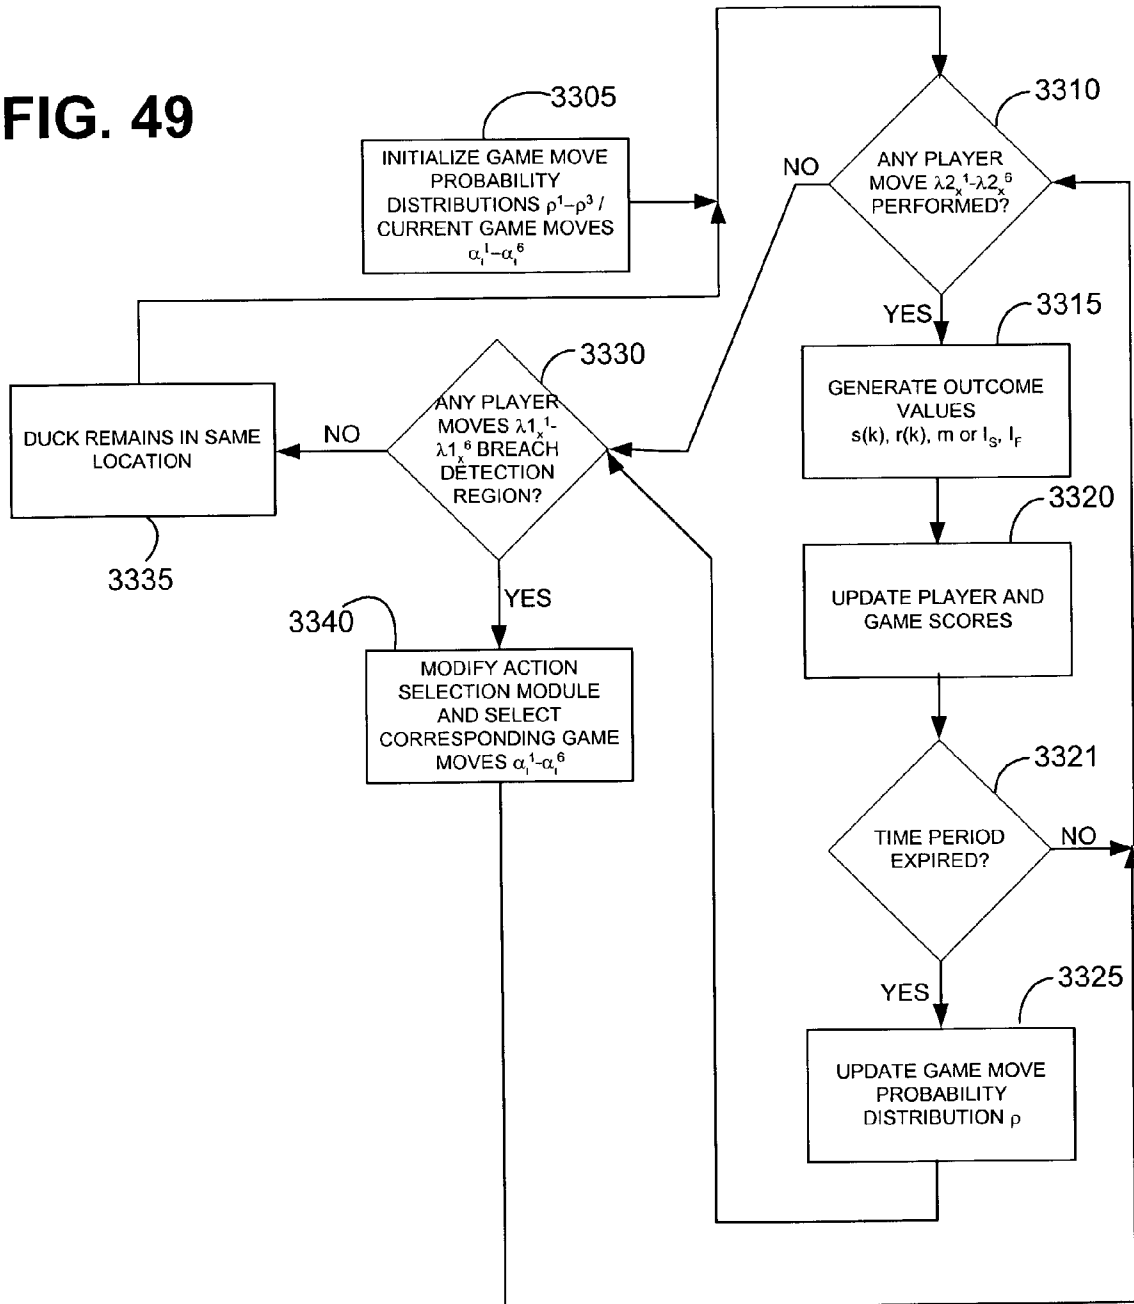 FIG. 49
3305
INITIALIZE GAME MOVE
PROBABILITY
DISTRIBUTIONS ρ¹–ρ³ /
CURRENT GAME MOVES
αᵢ¹–αᵢ⁶
3310
ANY PLAYER
MOVE λ2ₓ¹-λ2ₓ⁶
PERFORMED?
NO
YES
3315
GENERATE OUTCOME
VALUES
s(k), r(k), m or I_S, I_F
3320
UPDATE PLAYER AND
GAME SCORES
3321
TIME PERIOD
EXPIRED?
NO
YES
3325
UPDATE GAME MOVE
PROBABILITY
DISTRIBUTION ρ
3330
ANY PLAYER
MOVES λ1ₓ¹-
λ1ₓ⁶ BREACH
DETECTION
REGION?
NO
YES
DUCK REMAINS IN SAME
LOCATION
3335
3340
MODIFY ACTION
SELECTION MODULE
AND SELECT
CORRESPONDING GAME
MOVES αᵢ¹-αᵢ⁶